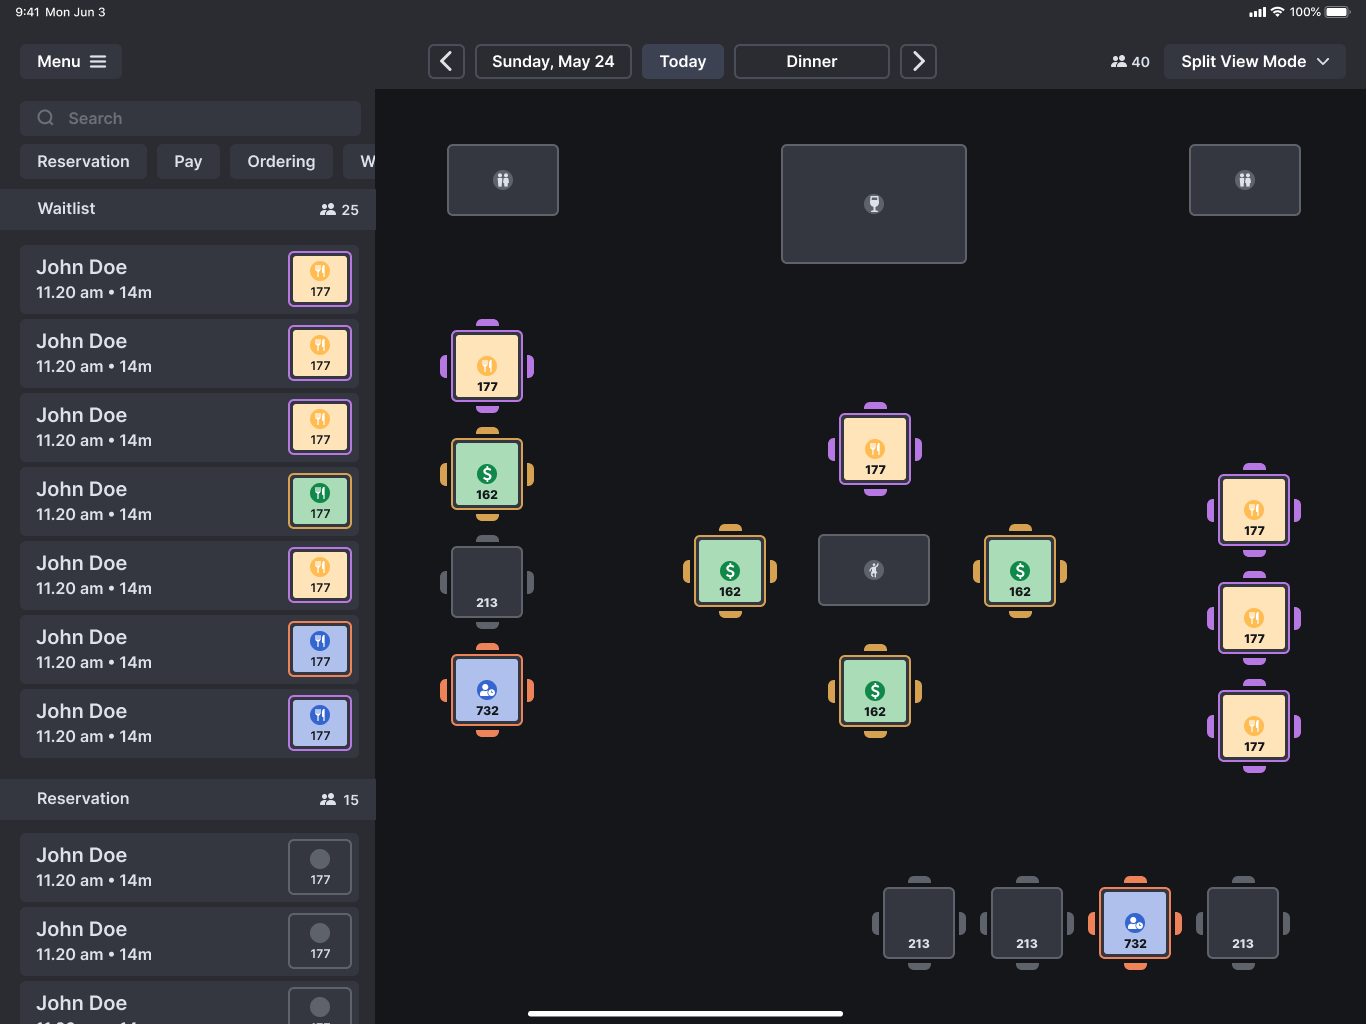 9:41 Mon Jun 3
100%
Menu
Sunday, May 24
Today
Dinner
40
Split View Mode
Search
Reservation
Pay
Ordering
W
Waitlist
25
John Doe
11.20 am • 14m
177
John Doe
11.20 am • 14m
177
John Doe
11.20 am • 14m
177
John Doe
11.20 am • 14m
177
John Doe
11.20 am • 14m
177
John Doe
11.20 am • 14m
177
John Doe
11.20 am • 14m
177
Reservation
15
John Doe
11.20 am • 14m
177
John Doe
11.20 am • 14m
177
John Doe
177
162
213
732
177
162
162
162
177
177
177
213
213
732
213